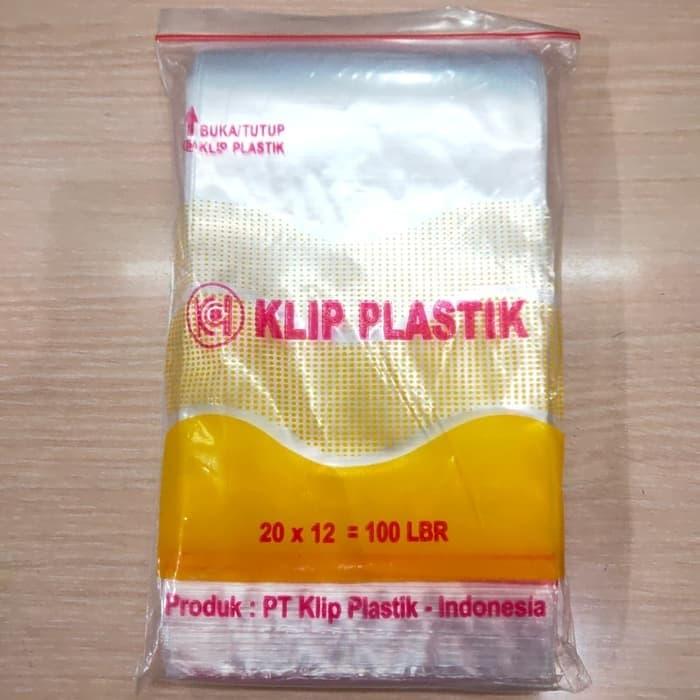 BUKA/TUTUP
KLIP PLASTIK
KLIP PLASTIK
20 x 12 = 100 LBR
Produk : PT Klip Plastik - Indonesia